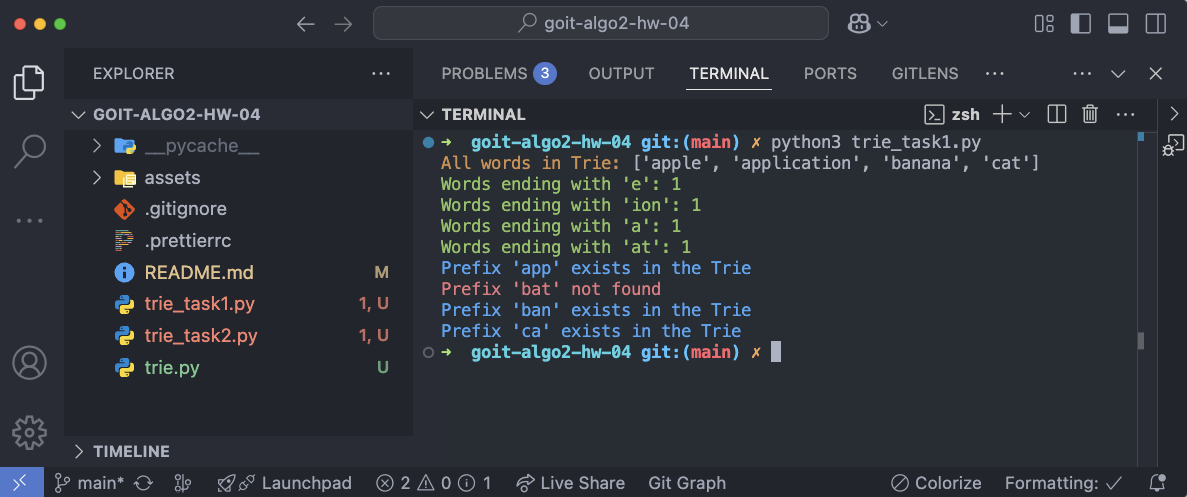 goit-algo2-hw-04
EXPLORER
GOIT-ALGO2-HW-04
__pycache__
assets
.gitignore
.prettierrc
README.md M
trie_task1.py 1, U
trie_task2.py 1, U
trie.py U
TIMELINE
PROBLEMS 3 OUTPUT TERMINAL PORTS GITLENS
TERMINAL zsh
➜ goit-algo2-hw-04 git:(main) ✗ python3 trie_task1.py
All words in Trie: ['apple', 'application', 'banana', 'cat']
Words ending with 'e': 1
Words ending with 'ion': 1
Words ending with 'a': 1
Words ending with 'at': 1
Prefix 'app' exists in the Trie
Prefix 'bat' not found
Prefix 'ban' exists in the Trie
Prefix 'ca' exists in the Trie
➜ goit-algo2-hw-04 git:(main) ✗
main* Launchpad 2 0 1 Live Share Git Graph Colorize Formatting: ✓